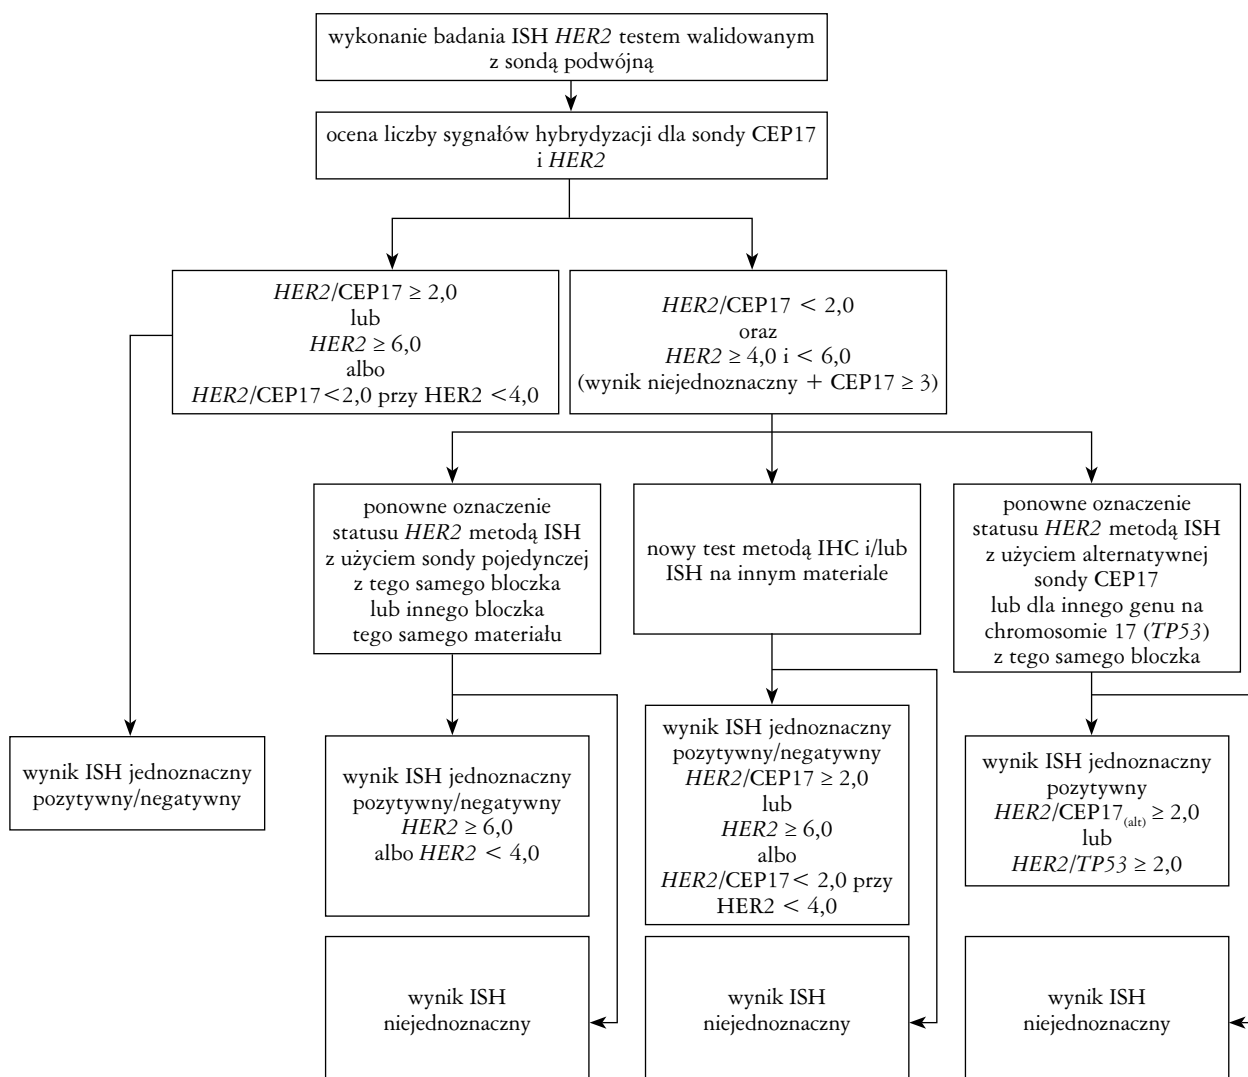 wykonanie badania ISH HER2 testem walidowanym
z sondą podwójną
ocena liczby sygnałów hybrydyzacji dla sondy CEP17
i HER2
HER2/CEP17 ≥ 2,0
lub
HER2 ≥ 6,0
albo
HER2/CEP17<2,0 przy HER2 <4,0
HER2/CEP17 < 2,0
oraz
HER2 ≥ 4,0 i < 6,0
(wynik niejednoznaczny + CEP17 ≥ 3)
ponowne oznaczenie
statusu HER2 metodą ISH
z użyciem sondy pojedynczej
z tego samego bloczka
lub innego bloczka
tego samego materiału
nowy test metodą IHC i/lub
ISH na innym materiale
ponowne oznaczenie
statusu HER2 metodą ISH
z użyciem alternatywnej
sondy CEP17
lub dla innego genu na
chromosomie 17 (TP53)
z tego samego bloczka
wynik ISH jednoznaczny
pozytywny/negatywny
wynik ISH jednoznaczny
pozytywny/negatywny
HER2 ≥ 6,0
albo HER2 < 4,0
wynik ISH jednoznaczny
pozytywny/negatywny
HER2/CEP17 ≥ 2,0
lub
HER2 ≥ 6,0
albo
HER2/CEP17< 2,0 przy
HER2 < 4,0
wynik ISH jednoznaczny
pozytywny
HER2/CEP17(alt) ≥ 2,0
lub
HER2/TP53 ≥ 2,0
wynik ISH
niejednoznaczny
wynik ISH
niejednoznaczny
wynik ISH
niejednoznaczny